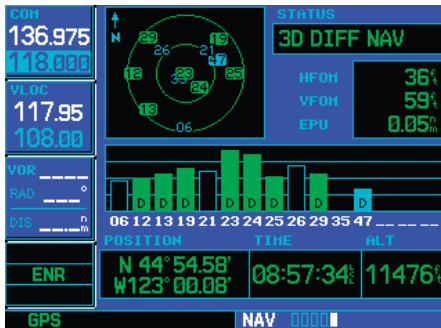 COM
136.975
118.000
VLOC
117.95
108.00
VOR
RAD °
DIS nm
ENR
GPS
N
29 19
26 21
47
12 35 23 25
24
13
06
STATUS
3D DIFF NAV
HFOM 36ft
VFOM 59ft
EPU 0.05nm
D D D D D D D D
06 12 13 19 21 23 24 25 26 29 35 47
POSITION TIME ALT
N 44°54.58'
W123°00.08'
08:57:34
11476ft
NAV